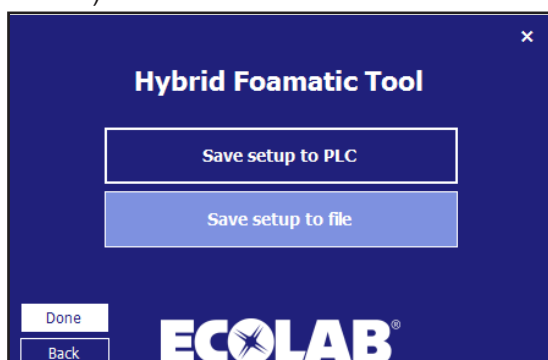 )
×
Hybrid Foamatic Tool
Save setup to PLC
Save setup to file
Done
Back
ECOLAB®